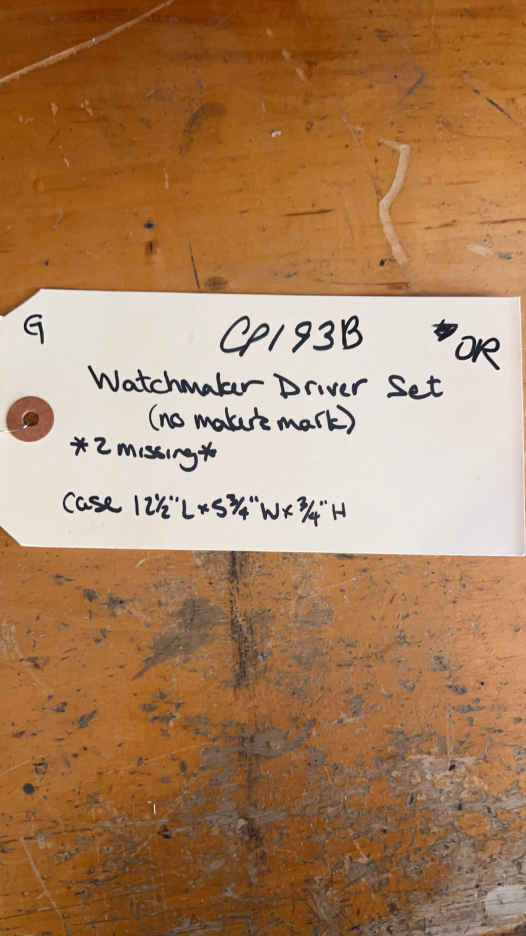 G CP193B *OR
Watchmaker Driver Set
(no maker's mark)
*2 missing*
Case 12½"L x 5¾"W x ¾"H